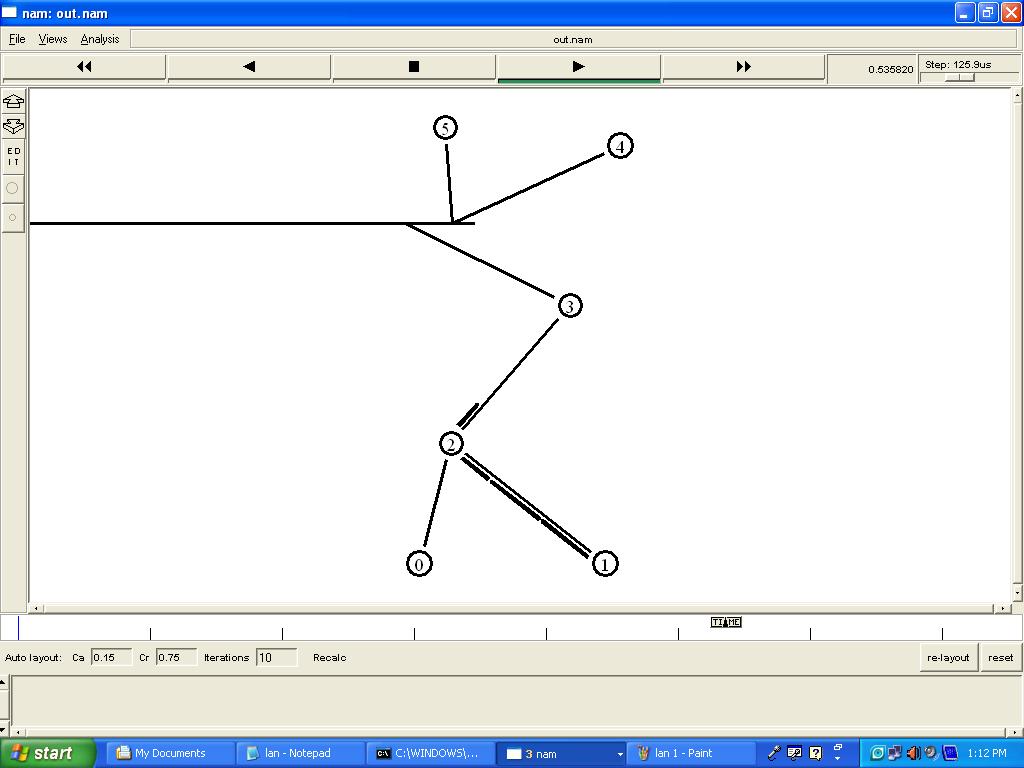 nam: out.nam
File Views Analysis out.nam
0.535820 Step: 125.9us
ED
IT
5
4
3
2
0
1
TIME
Auto layout: Ca 0.15 Cr 0.75 Iterations 10 Recalc re-layout reset
start My Documents lan - Notepad C:\WINDOWS\... 3 nam lan 1 - Paint 1:12 PM